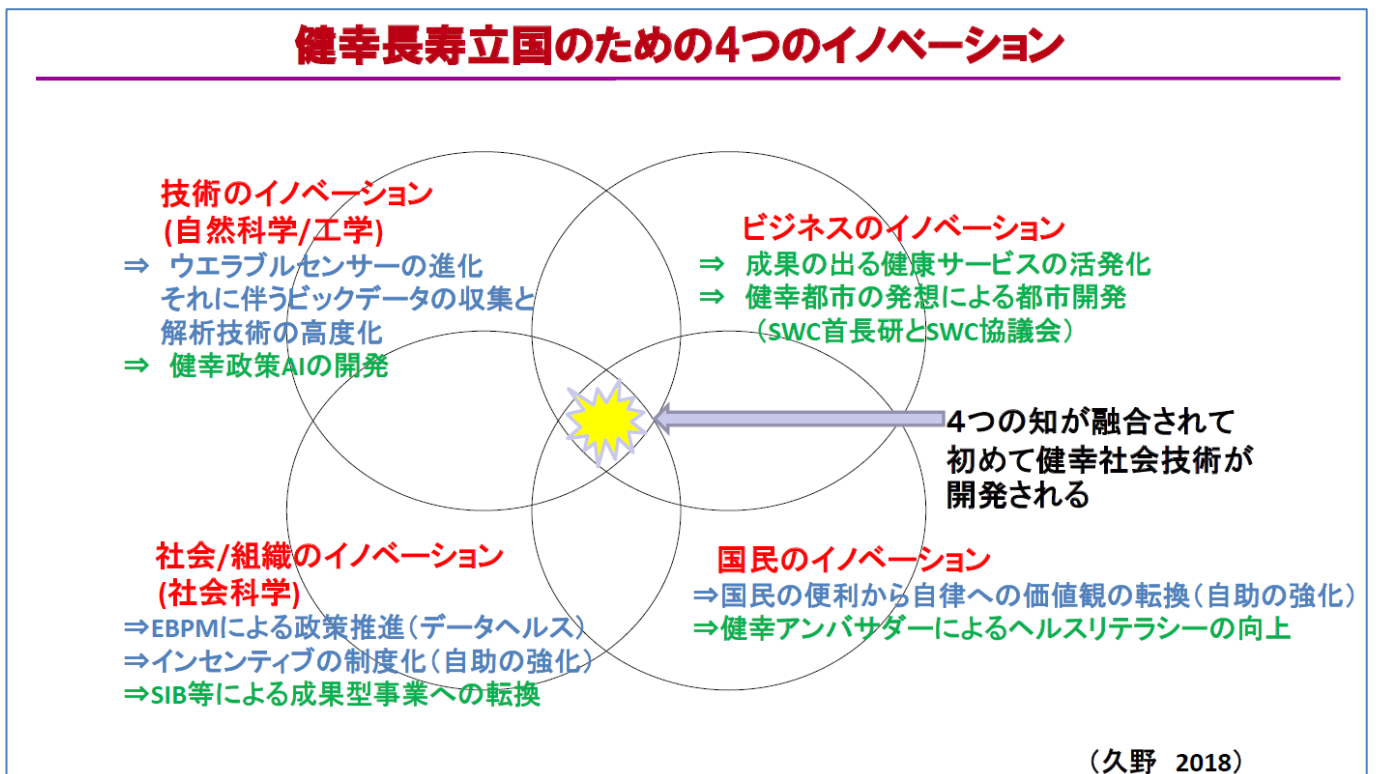 健幸長寿立国のための4つのイノベーション
技術のイノベーション
(自然科学/工学)
⇒ ウエラブルセンサーの進化
それに伴うビックデータの収集と
解析技術の高度化
⇒ 健幸政策AIの開発
ビジネスのイノベーション
⇒ 成果の出る健康サービスの活発化
⇒ 健幸都市の発想による都市開発
（SWC首長研とSWC協議会）
4つの知が融合されて
初めて健幸社会技術が
開発される
社会/組織のイノベーション
(社会科学)
⇒EBPMによる政策推進（データヘルス）
⇒インセンティブの制度化（自助の強化）
⇒SIB等による成果型事業への転換
国民のイノベーション
⇒国民の便利から自律への価値観の転換（自助の強化）
⇒健幸アンバサダーによるヘルスリテラシーの向上
（久野 2018）